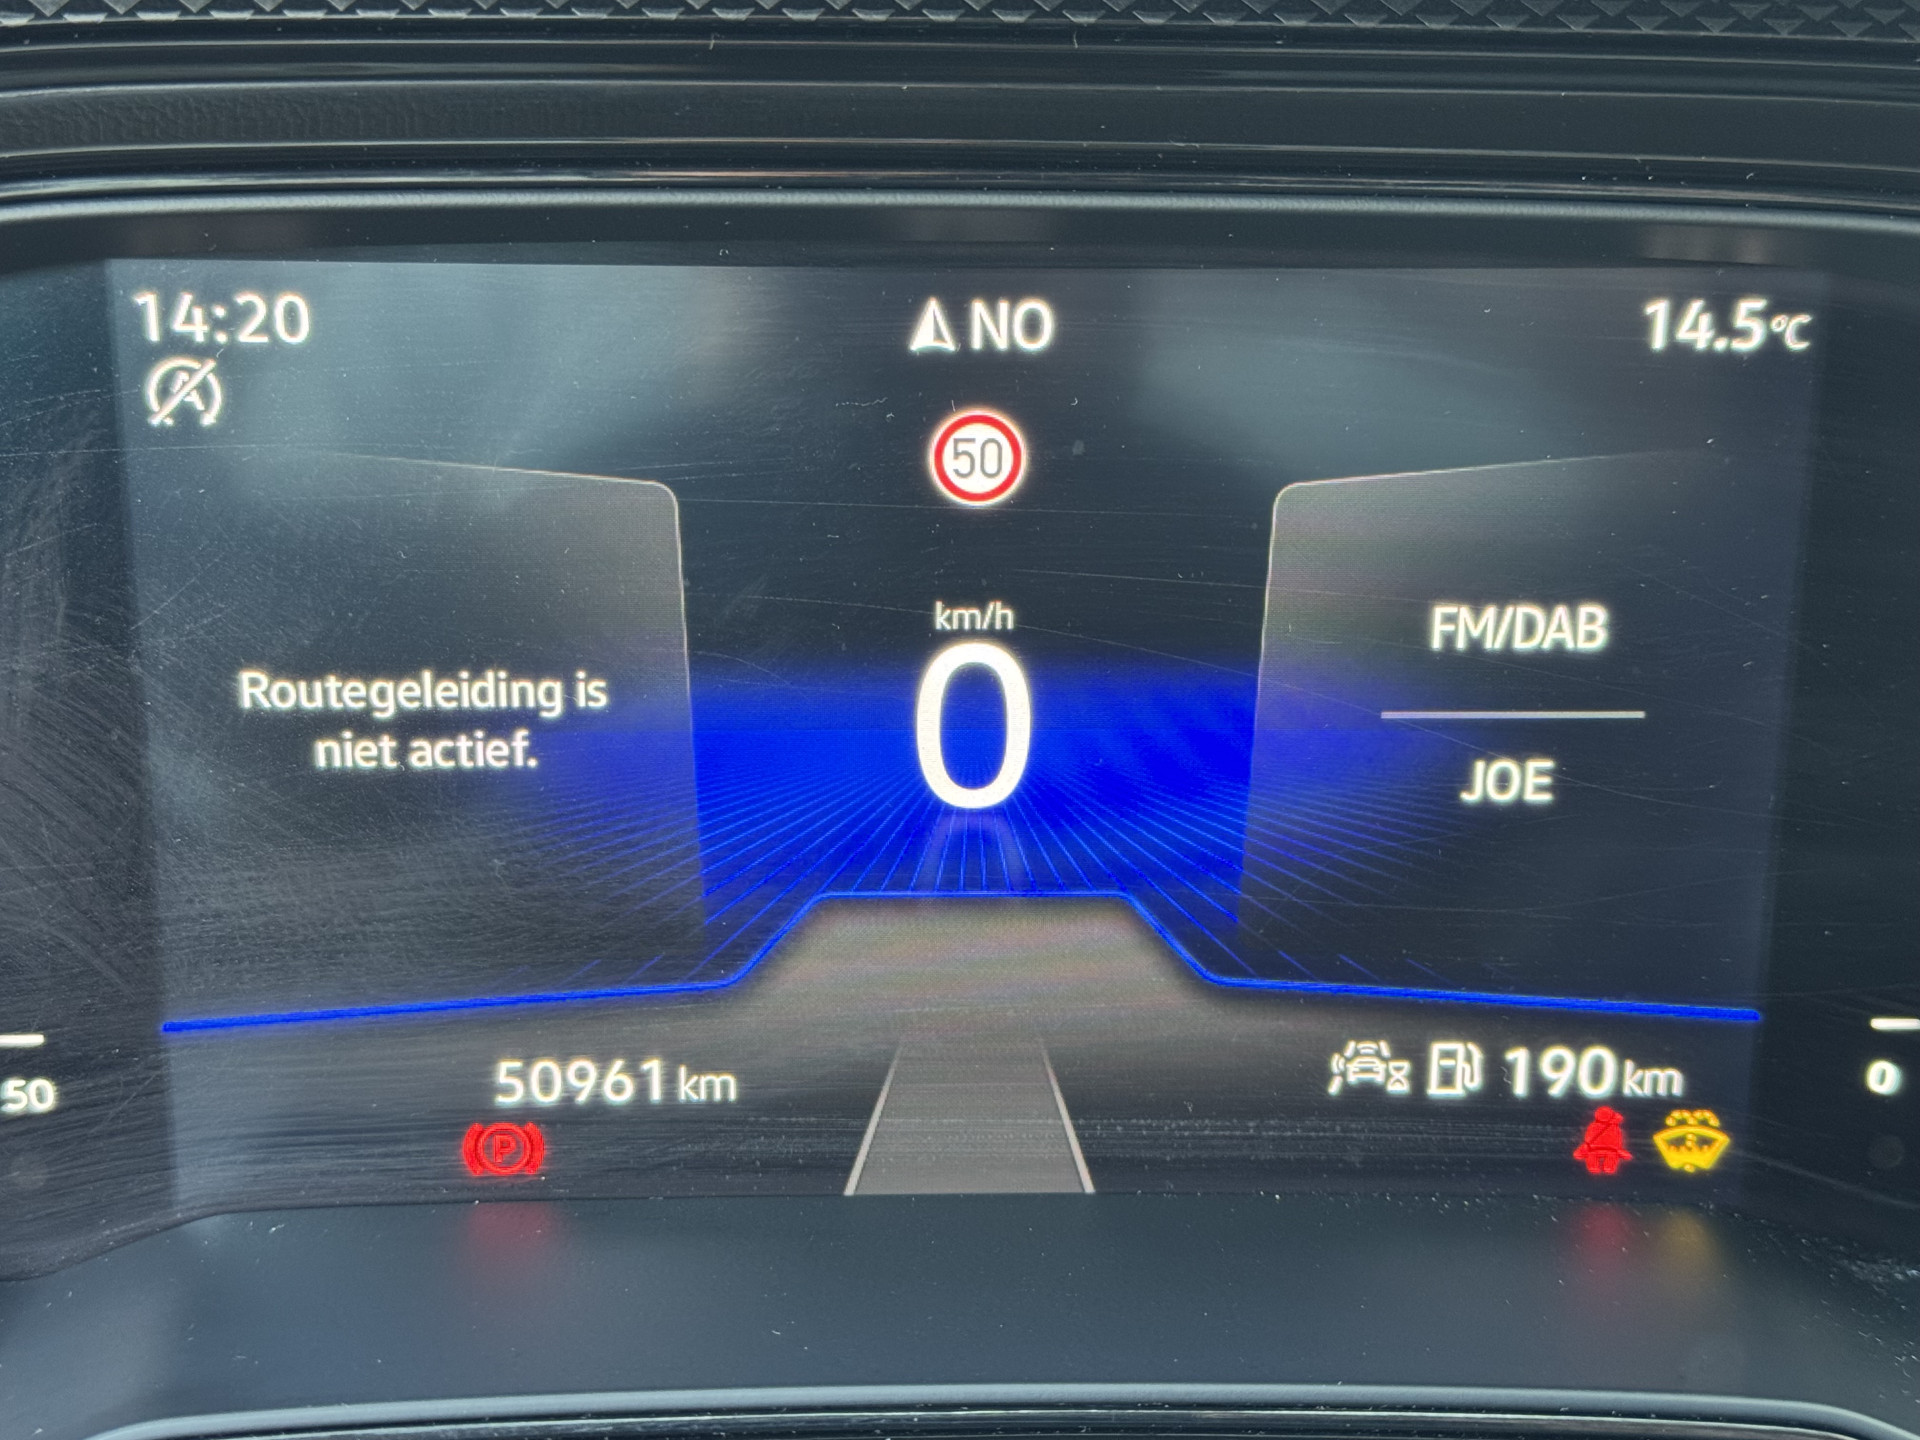 14:20
NO
14.5°C
A
50
km/h
0
Routegeleiding is
niet actief.
FM/DAB
JOE
50961 km
190 km
50
0
P